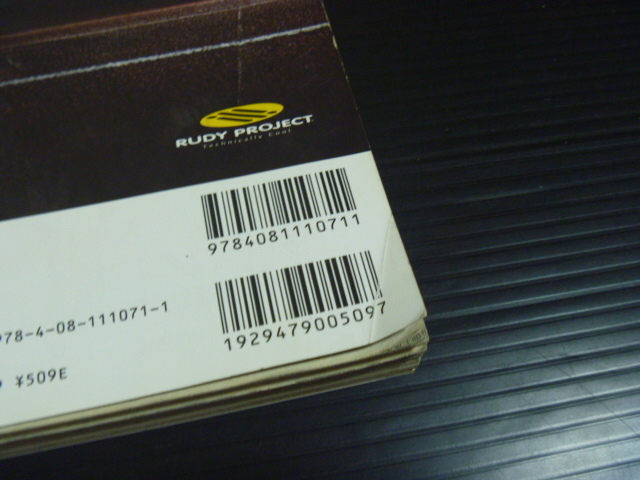 RUDY PROJECT
Technically Cool
9784081110711
978-4-08-111071-1
1929479005097
¥509E